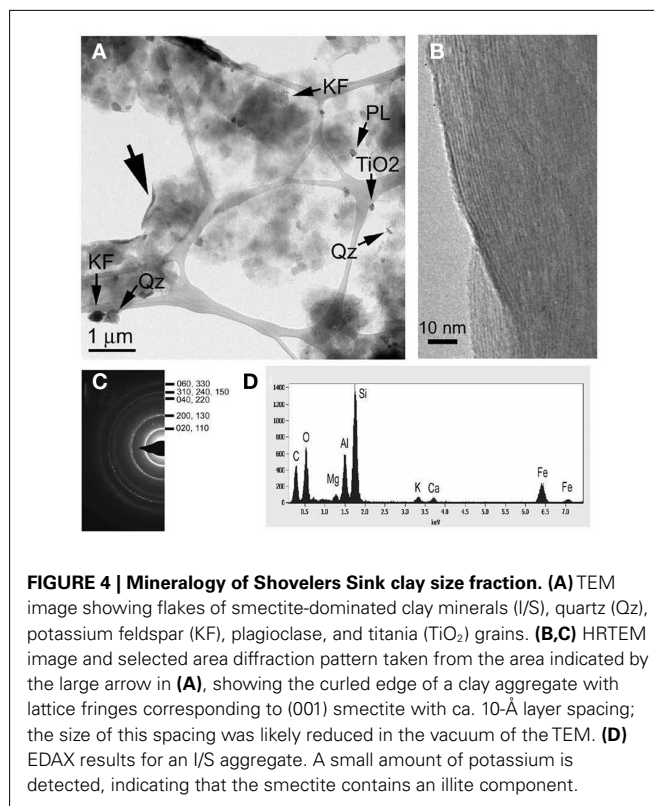 A
KF
PL
TiO2
Qz
KF
Qz
1 µm
B
10 nm
C
060, 330
310, 240, 150
040, 220
200, 130
020, 110
D
1400
1200
1000
800
600
400
200
0
C
O
Mg
Al
Si
K
Ca
Fe
Fe
0.5 1.0 1.5 2.0 2.5 3.0 3.5 4.0 4.5 5.0 5.5 6.0 6.5 7.0
keV
FIGURE 4 | Mineralogy of Shovelers Sink clay size fraction. (A) TEM
image showing flakes of smectite-dominated clay minerals (I/S), quartz (Qz),
potassium feldspar (KF), plagioclase, and titania (TiO₂) grains. (B,C) HRTEM
image and selected area diffraction pattern taken from the area indicated by
the large arrow in (A), showing the curled edge of a clay aggregate with
lattice fringes corresponding to (001) smectite with ca. 10-Å layer spacing;
the size of this spacing was likely reduced in the vacuum of the TEM. (D)
EDAX results for an I/S aggregate. A small amount of potassium is
detected, indicating that the smectite contains an illite component.